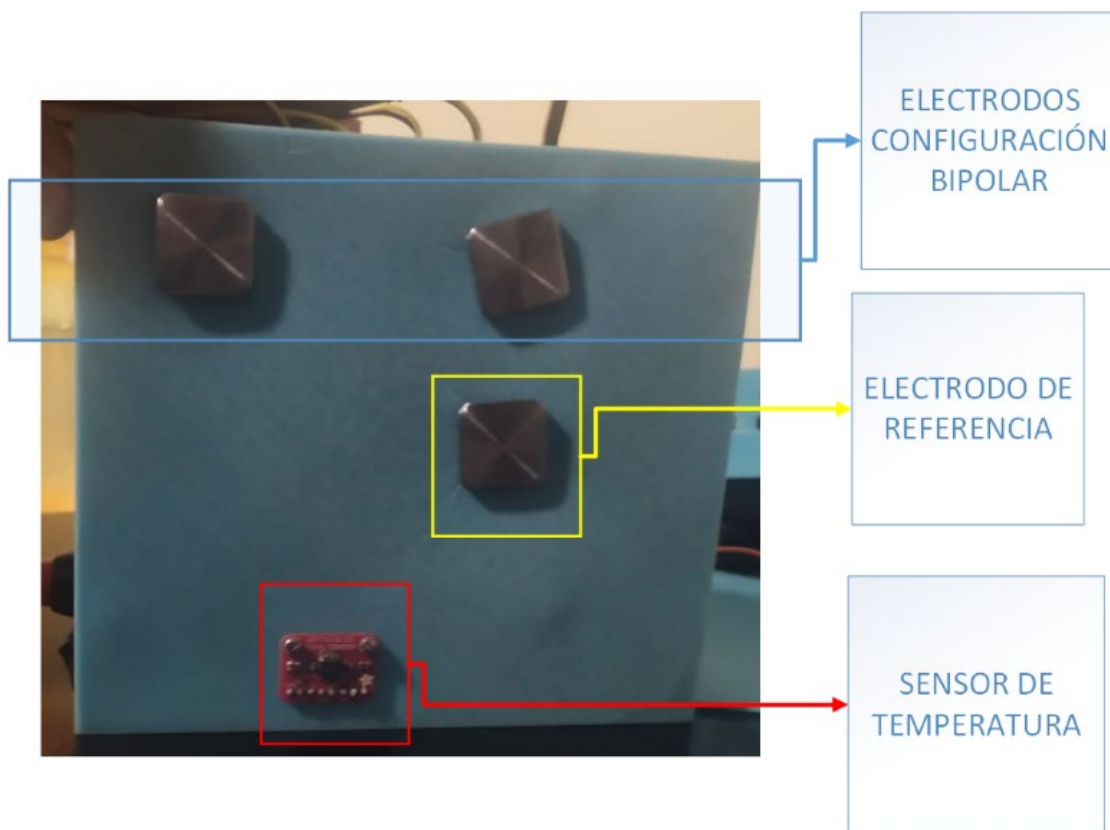 ELECTRODOS
CONFIGURACIÓN
BIPOLAR
ELECTRODO DE
REFERENCIA
SENSOR DE
TEMPERATURA